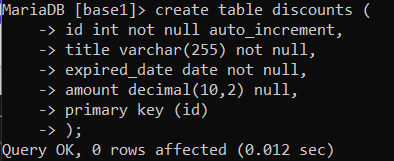 MariaDB [base1]> create table discounts (
    -> id int not null auto_increment,
    -> title varchar(255) not null,
    -> expired_date date not null,
    -> amount decimal(10,2) null,
    -> primary key (id)
    -> );
Query OK, 0 rows affected (0.012 sec)